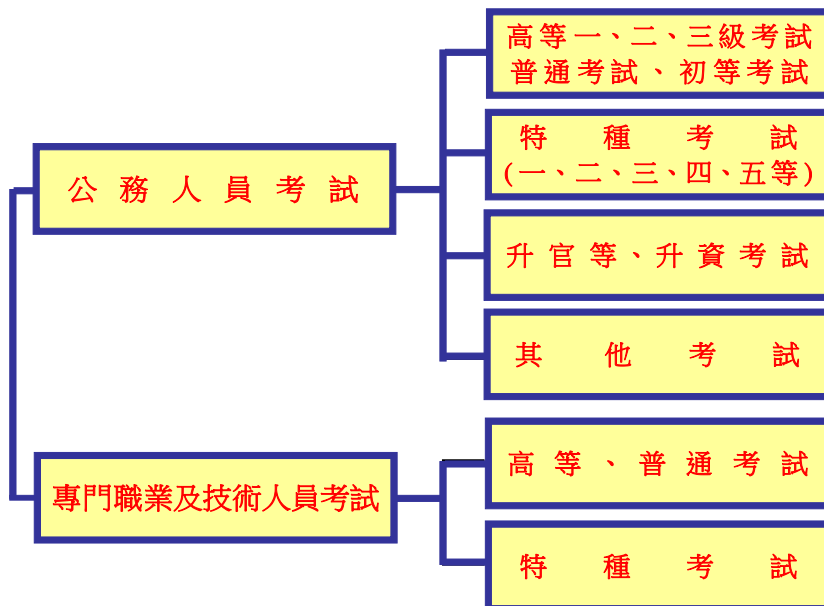 公務人員考試
高等一、二、三級考試
普通考試、初等考試
特種考試
(一、二、三、四、五等)
升官等、升資考試
其他考試
專門職業及技術人員考試
高等、普通考試
特種考試